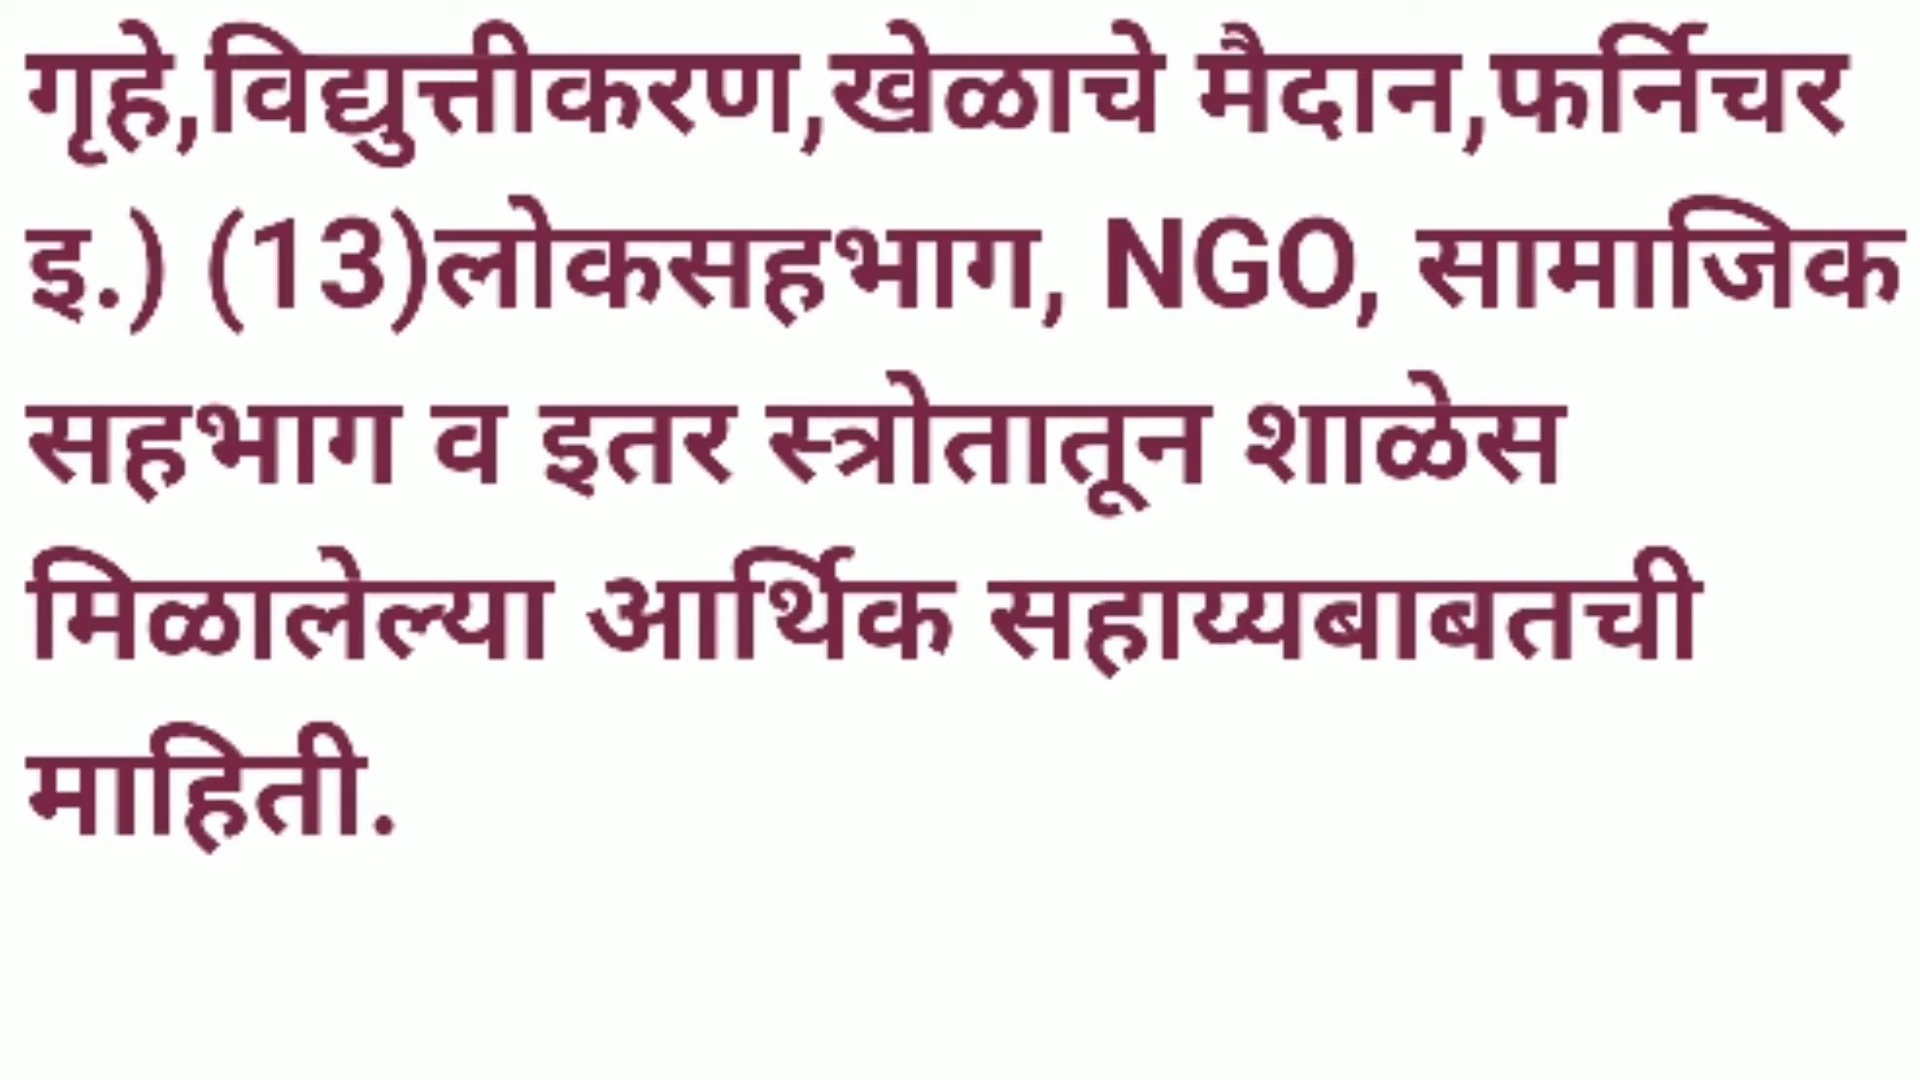 गृहे,विद्युत्तीकरण,खेळाचे मैदान,फर्निचर
इ.) (13)लोकसहभाग, NGO, सामाजिक
सहभाग व इतर स्त्रोतातून शाळेस
मिळालेल्या आर्थिक सहाय्यबाबतची
माहिती.